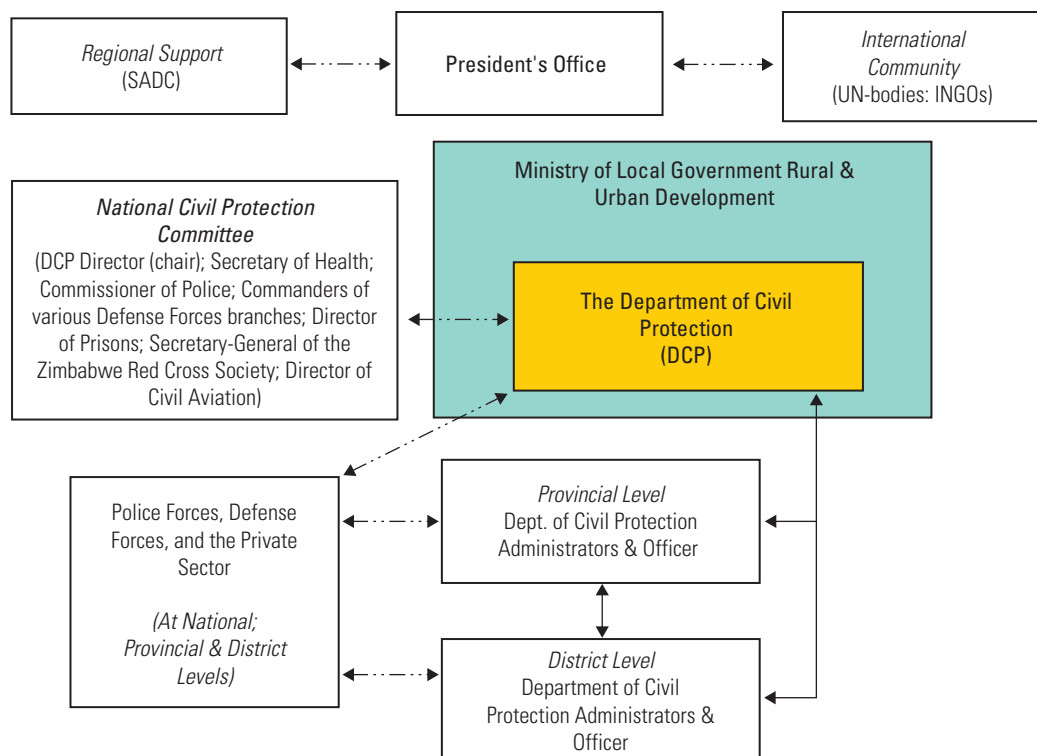 Regional Support
(SADC)
President's Office
International
Community
(UN-bodies: INGOs)
Ministry of Local Government Rural &
Urban Development
National Civil Protection
Committee
(DCP Director (chair); Secretary of Health;
Commissioner of Police; Commanders of
various Defense Forces branches; Director
of Prisons; Secretary-General of the
Zimbabwe Red Cross Society; Director of
Civil Aviation)
The Department of Civil
Protection
(DCP)
Police Forces, Defense
Forces, and the Private
Sector
(At National;
Provincial & District
Levels)
Provincial Level
Dept. of Civil Protection
Administrators & Officer
District Level
Department of Civil
Protection Administrators &
Officer